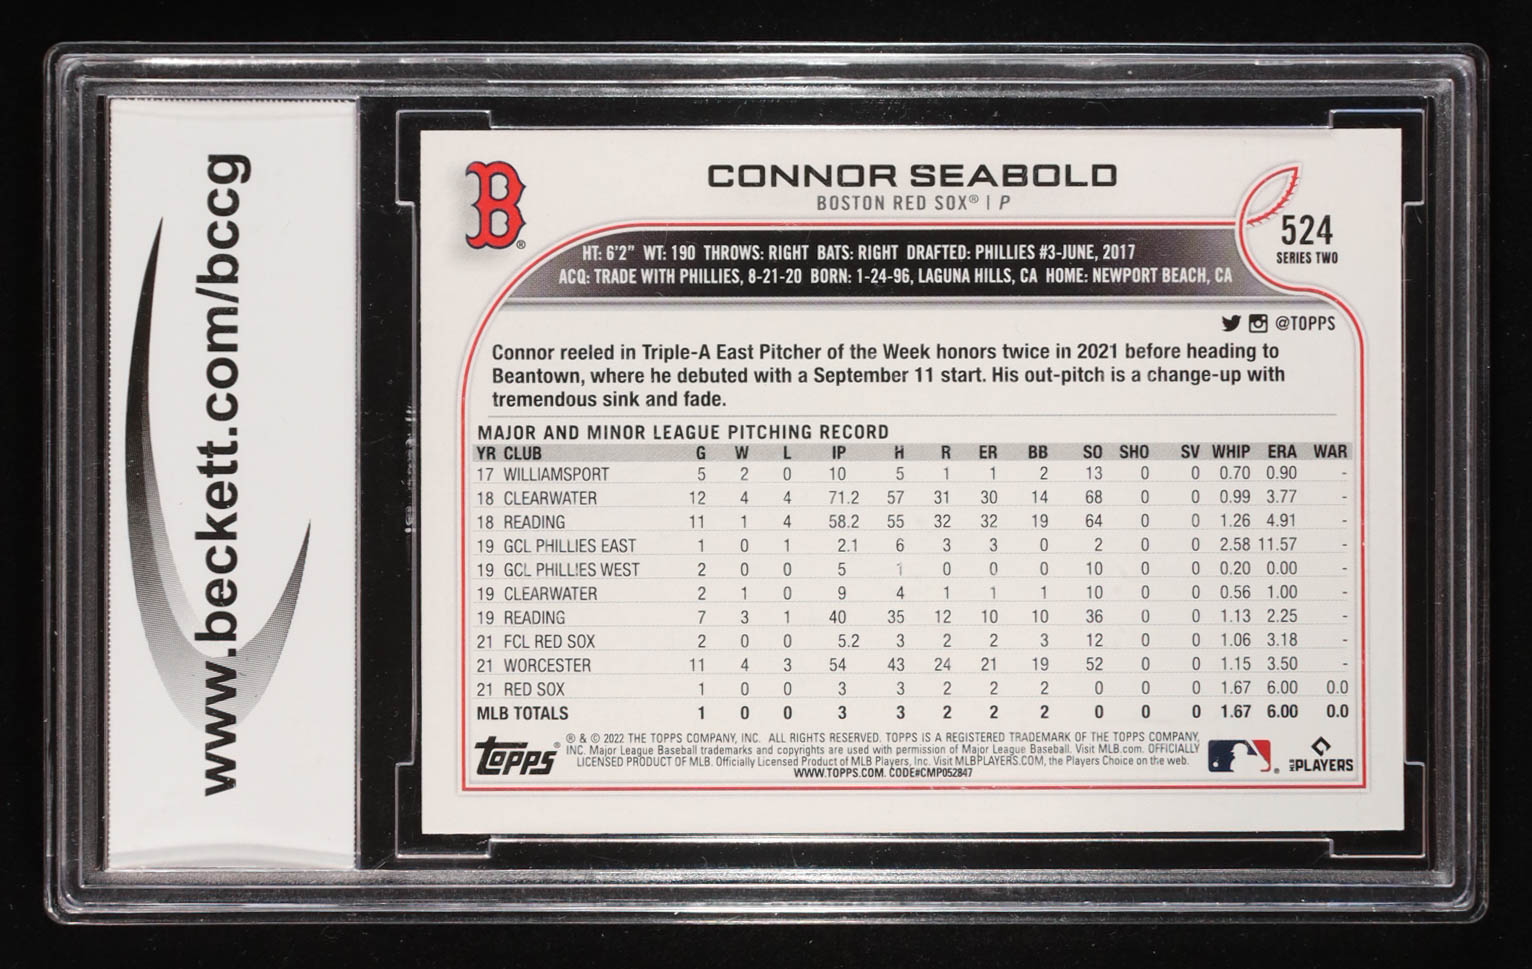 www.beckett.com/bccg
B®
CONNOR SEABOLD
BOSTON RED SOX® | P
524
SERIES TWO
HT: 6'2" WT: 190 THROWS: RIGHT BATS: RIGHT DRAFTED: PHILLIES #3-JUNE, 2017
ACQ: TRADE WITH PHILLIES, 8-21-20 BORN: 1-24-96, LAGUNA HILLS, CA HOME: NEWPORT BEACH, CA
@TOPPS
Connor reeled in Triple-A East Pitcher of the Week honors twice in 2021 before heading to
Beantown, where he debuted with a September 11 start. His out-pitch is a change-up with
tremendous sink and fade.
MAJOR AND MINOR LEAGUE PITCHING RECORD
YR CLUB G W L IP H R ER BB SO SHO SV WHIP ERA WAR
17 WILLIAMSPORT 5 2 0 10 5 1 1 2 13 0 0 0.70 0.90 -
18 CLEARWATER 12 4 4 71.2 57 31 30 14 68 0 0 0.99 3.77 -
18 READING 11 1 4 58.2 55 32 32 19 64 0 0 1.26 4.91 -
19 GCL PHILLIES EAST 1 0 1 2.1 6 3 3 0 2 0 0 2.58 11.57 -
19 GCL PHILLIES WEST 2 0 0 5 1 0 0 0 10 0 0 0.20 0.00 -
19 CLEARWATER 2 1 0 9 4 1 1 1 10 0 0 0.56 1.00 -
19 READING 7 3 1 40 35 12 10 10 36 0 0 1.13 2.25 -
21 FCL RED SOX 2 0 0 5.2 3 2 2 3 12 0 0 1.06 3.18 -
21 WORCESTER 11 4 3 54 43 24 21 19 52 0 0 1.15 3.50 -
21 RED SOX 1 0 0 3 3 2 2 2 0 0 0 1.67 6.00 0.0
MLB TOTALS 1 0 0 3 3 2 2 2 0 0 0 1.67 6.00 0.0
topps®
® & © 2022 THE TOPPS COMPANY, INC. ALL RIGHTS RESERVED. TOPPS IS A REGISTERED TRADEMARK OF THE TOPPS COMPANY,
INC. Major League Baseball trademarks and copyrights are used with permission of Major League Baseball. Visit MLB.com. OFFICIALLY
LICENSED PRODUCT OF MLB. Officially Licensed Product of MLB Players, Inc. Visit MLBPLAYERS.COM, the Players Choice on the web.
WWW.TOPPS.COM. CODE#CMP052847
MLB PLAYERS